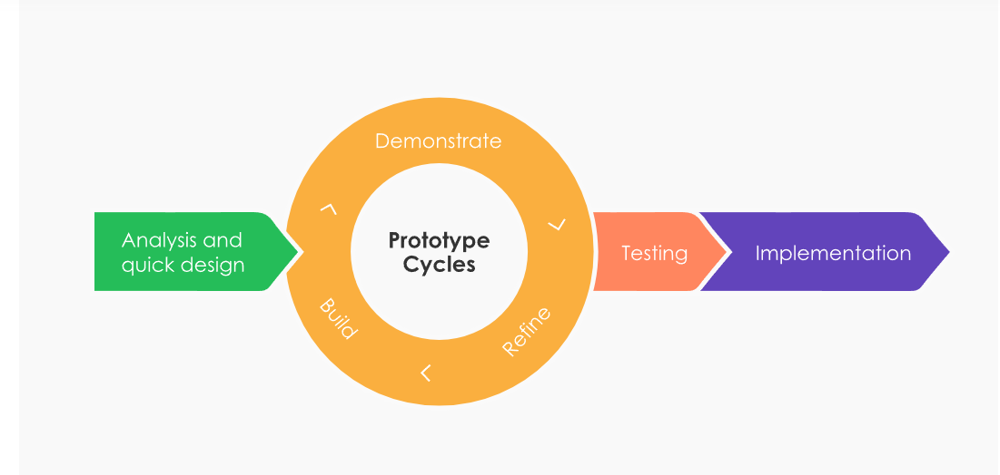 Demonstrate
Analysis and
quick design
Prototype
Cycles
Testing
Implementation
Build
Refine